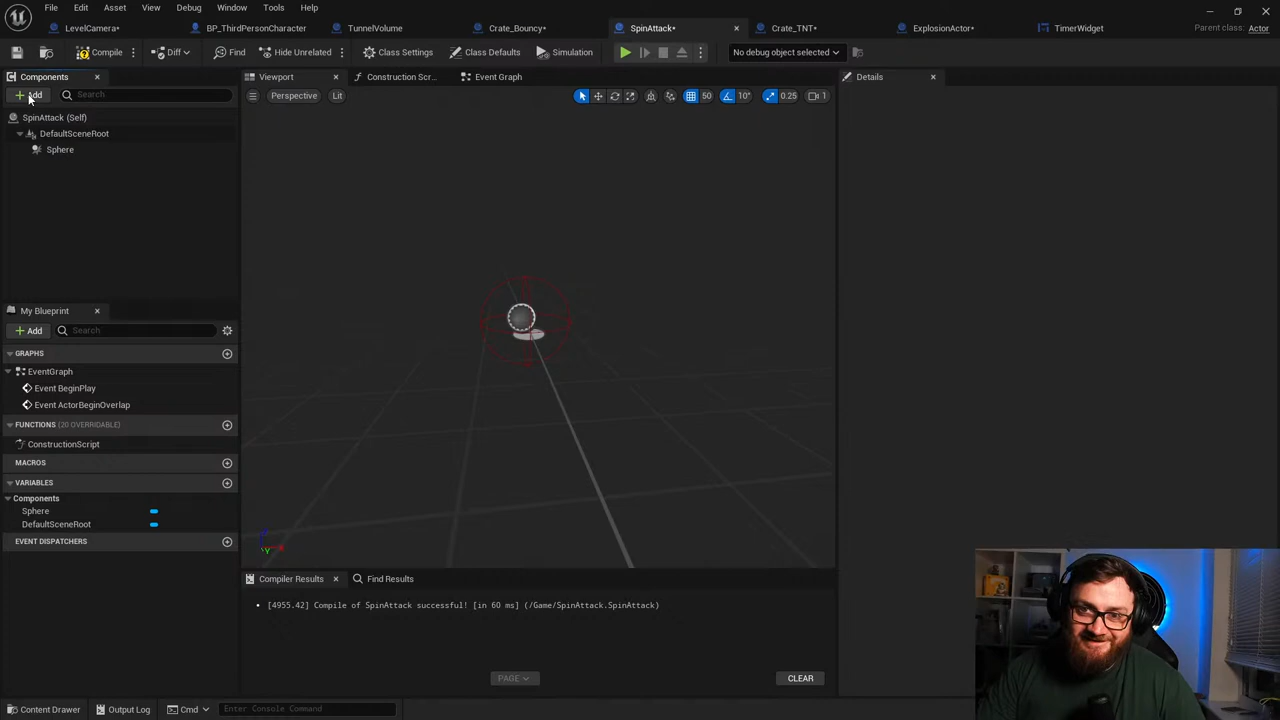 File Edit Asset View Debug Window Tools Help
LevelCamera* BP_ThirdPersonCharacter TunnelVolume Crate_Bouncy* SpinAttack* Crate_TNT* ExplosionActor* TimerWidget Parent class: Actor
Compile Diff Find Hide Unrelated Class Settings Class Defaults Simulation No debug object selected
Components Viewport Construction Scr... Event Graph Details
Add Search Perspective Lit 50 10° 0.25 1
SpinAttack (Self)
DefaultSceneRoot
Sphere
My Blueprint
Add Search
GRAPHS
EventGraph
Event BeginPlay
Event ActorBeginOverlap
FUNCTIONS (20 OVERRIDABLE)
ConstructionScript
MACROS
VARIABLES
Components
Sphere
DefaultSceneRoot
EVENT DISPATCHERS
Compiler Results Find Results
[4955.42] Compile of SpinAttack successful! [in 60 ms] (/Game/SpinAttack.SpinAttack)
PAGE CLEAR
Content Drawer Output Log Cmd Enter Console Command